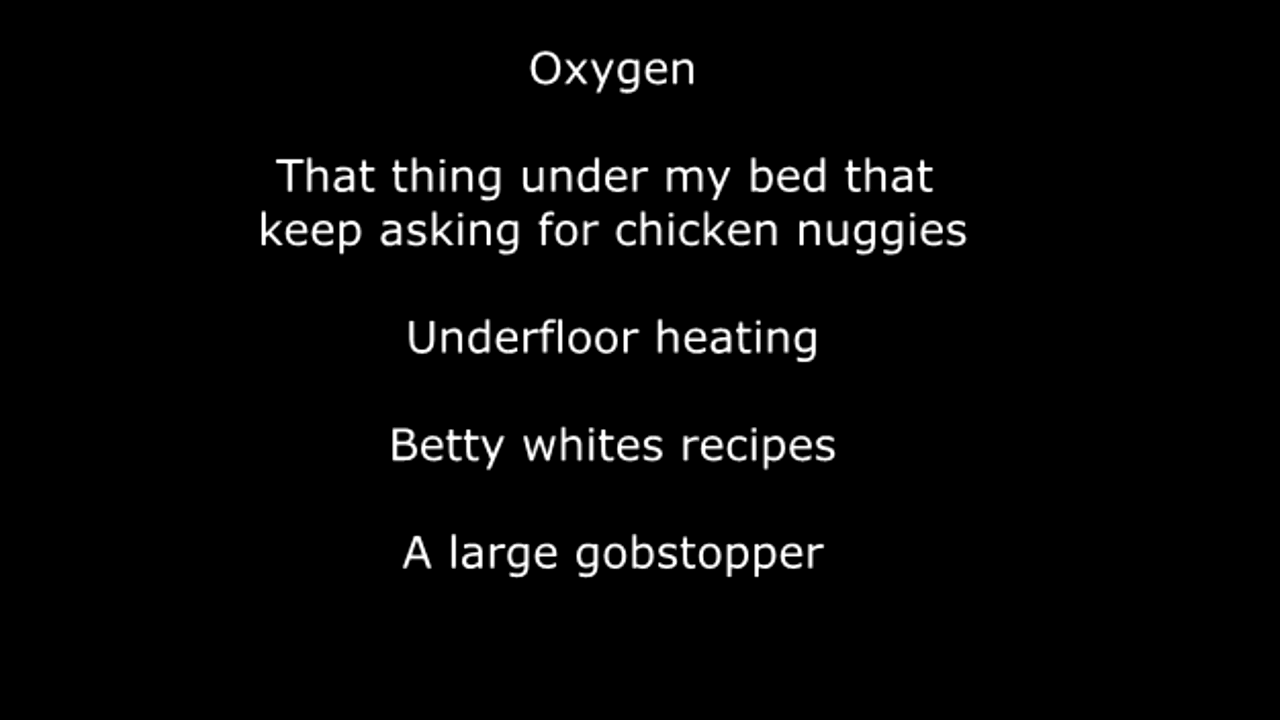 Oxygen
That thing under my bed that
keep asking for chicken nuggies
Underfloor heating
Betty whites recipes
A large gobstopper